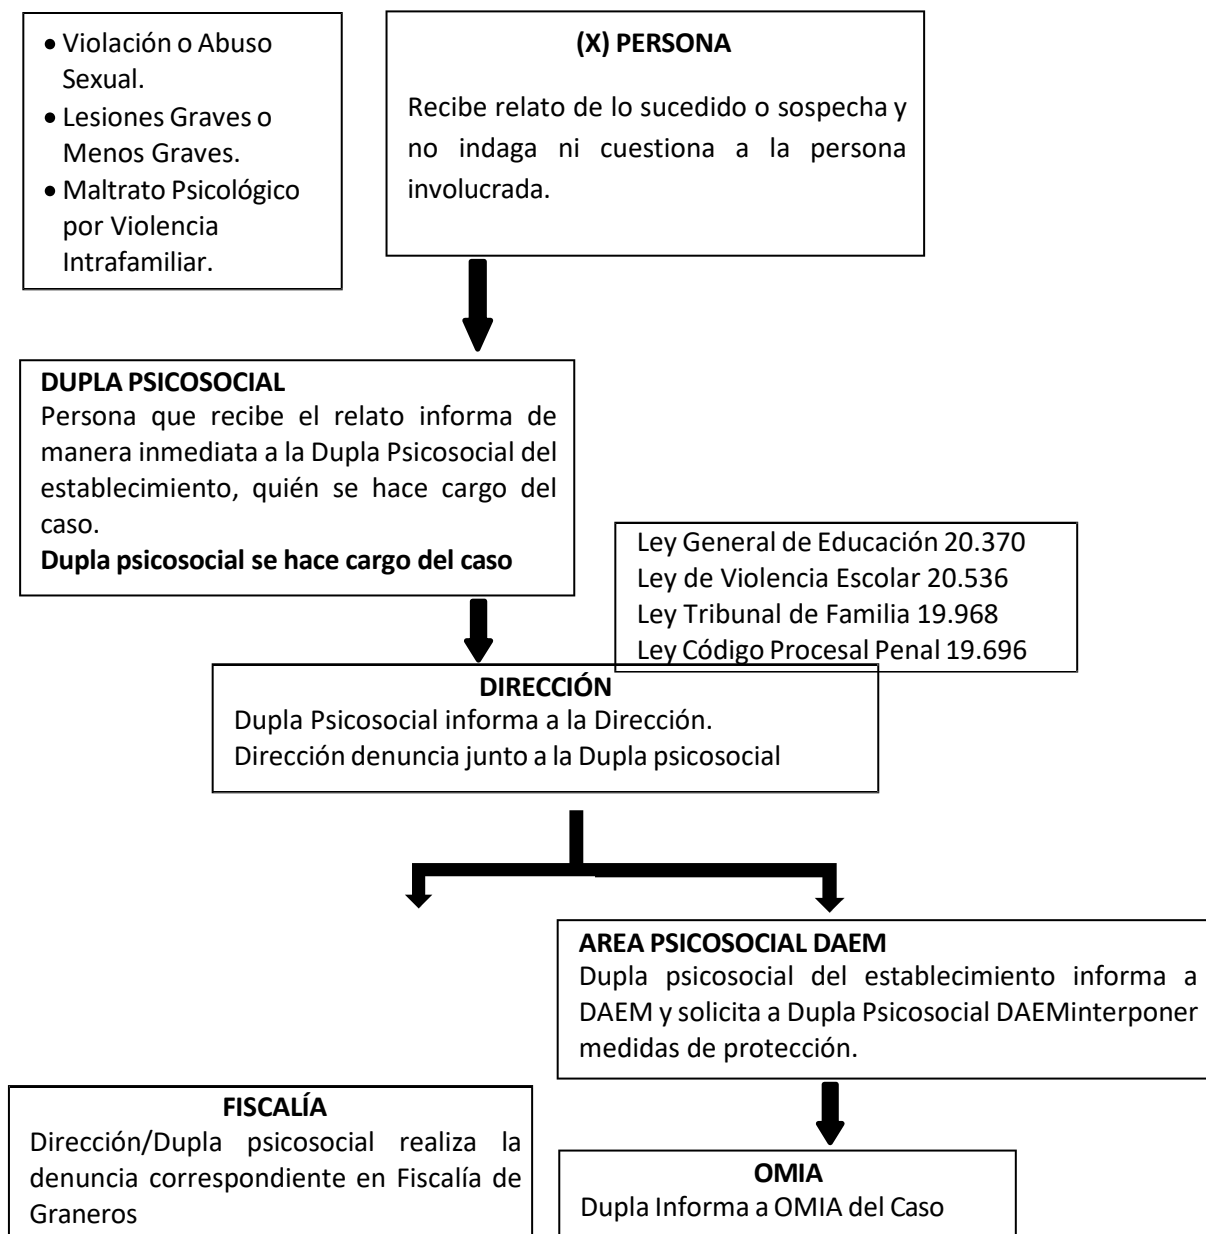 • Violación o Abuso
Sexual.
• Lesiones Graves o
Menos Graves.
• Maltrato Psicológico
por Violencia
Intrafamiliar.
(X) PERSONA
Recibe relato de lo sucedido o sospecha y
no indaga ni cuestiona a la persona
involucrada.
DUPLA PSICOSOCIAL
Persona que recibe el relato informa de
manera inmediata a la Dupla Psicosocial del
establecimiento, quién se hace cargo del
caso.
Dupla psicosocial se hace cargo del caso
Ley General de Educación 20.370
Ley de Violencia Escolar 20.536
Ley Tribunal de Familia 19.968
Ley Código Procesal Penal 19.696
DIRECCIÓN
Dupla Psicosocial informa a la Dirección.
Dirección denuncia junto a la Dupla psicosocial
AREA PSICOSOCIAL DAEM
Dupla psicosocial del establecimiento informa a
DAEM y solicita a Dupla Psicosocial DAEMinterponer
medidas de protección.
FISCALÍA
Dirección/Dupla psicosocial realiza la
denuncia correspondiente en Fiscalía de
Graneros
OMIA
Dupla Informa a OMIA del Caso